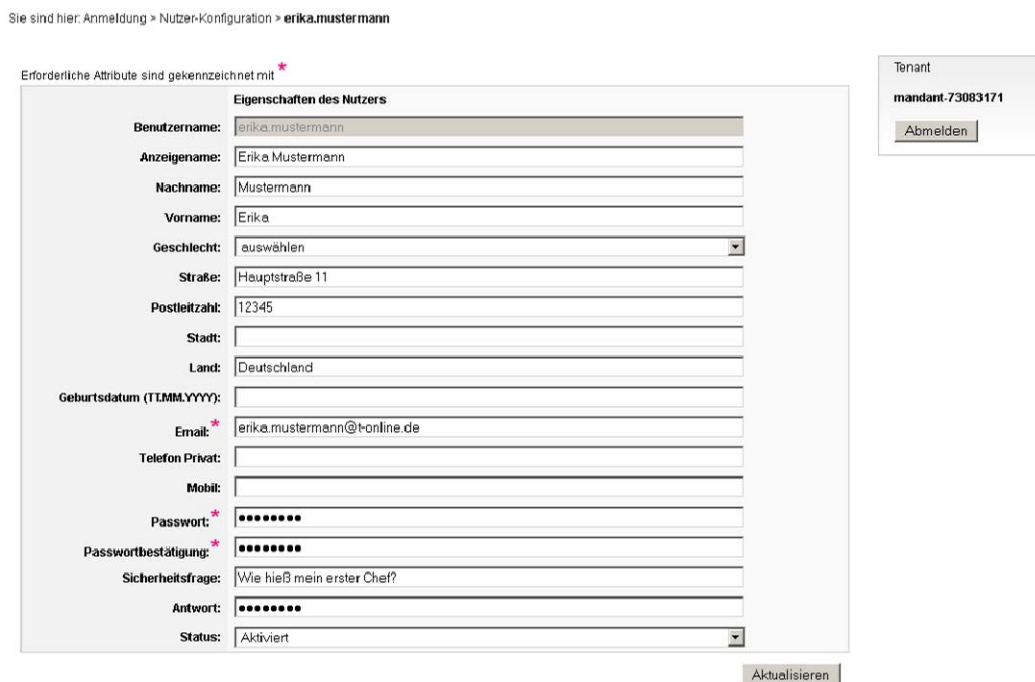 Sie sind hier: Anmeldung > Nutzer-Konfiguration > erika.mustermann
Erforderliche Attribute sind gekennzeichnet mit *
Eigenschaften des Nutzers
Benutzername: erika.mustermann
Anzeigename: Erika Mustermann
Nachname: Mustermann
Vorname: Erika
Geschlecht: auswählen
Straße: Hauptstraße 11
Postleitzahl: 12345
Stadt:
Land: Deutschland
Geburtsdatum (TT.MM.YYYY):
Email:* erika.mustermann@t-online.de
Telefon Privat:
Mobil:
Passwort:* ••••••••
Passwortbestätigung:* ••••••••
Sicherheitsfrage: Wie hieß mein erster Chef?
Antwort: ••••••••
Status: Aktiviert
Aktualisieren
Tenant
mandant-73083171
Abmelden